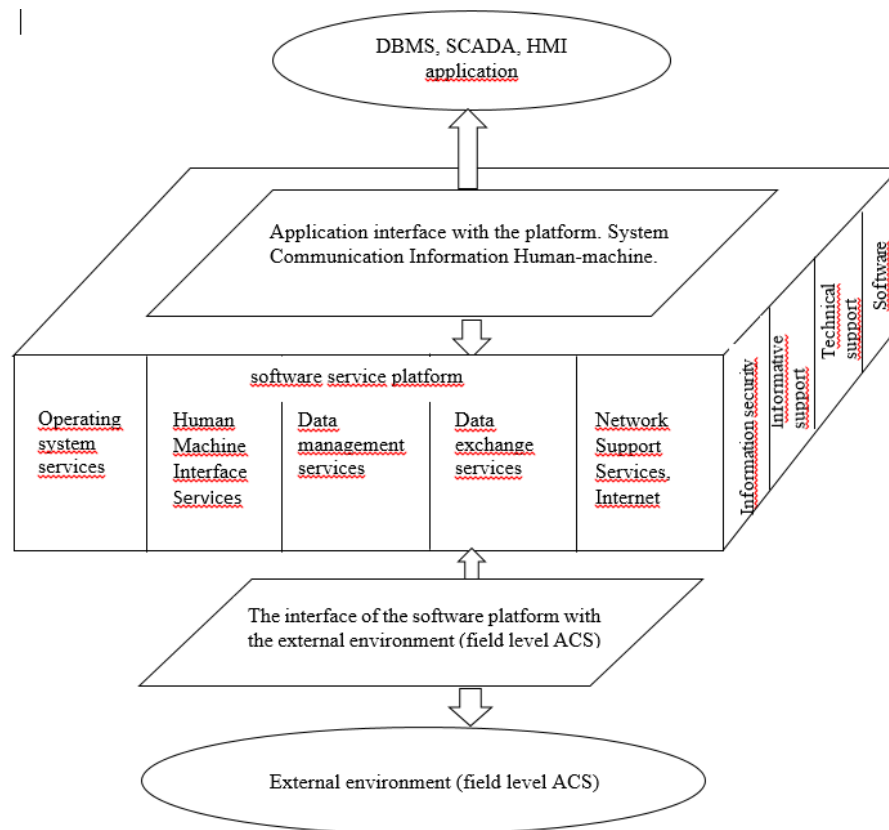 DBMS, SCADA, HMI
application
Application interface with the platform. System
Communication Information Human-machine.
software service platform
Operating
system
services
Human
Machine
Interface
Services
Data
management
services
Data
exchange
services
Network
Support
Services,
Internet
Information security
Informative
support
Technical
support
Software
The interface of the software platform with
the external environment (field level ACS)
External environment (field level ACS)